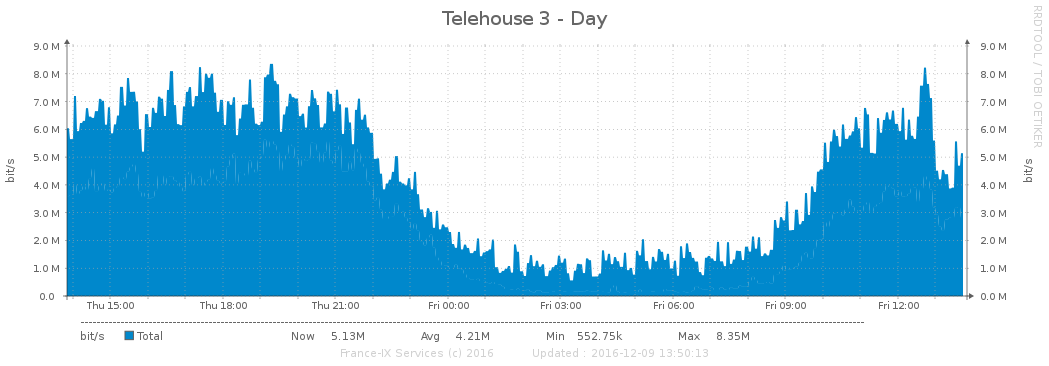 Telehouse 3 - Day
RRDTOOL / TOBI OETIKER
bit/s
9.0 M 9.0 M
8.0 M 8.0 M
7.0 M 7.0 M
6.0 M 6.0 M
5.0 M 5.0 M
4.0 M 4.0 M
3.0 M 3.0 M
2.0 M 2.0 M
1.0 M 1.0 M
0.0 0.0 M
bit/s
Thu 15:00 Thu 18:00 Thu 21:00 Fri 00:00 Fri 03:00 Fri 06:00 Fri 09:00 Fri 12:00
bit/s Total Now 5.13M Avg 4.21M Min 552.75k Max 8.35M
France-IX Services (c) 2016 Updated : 2016-12-09 13:50:13